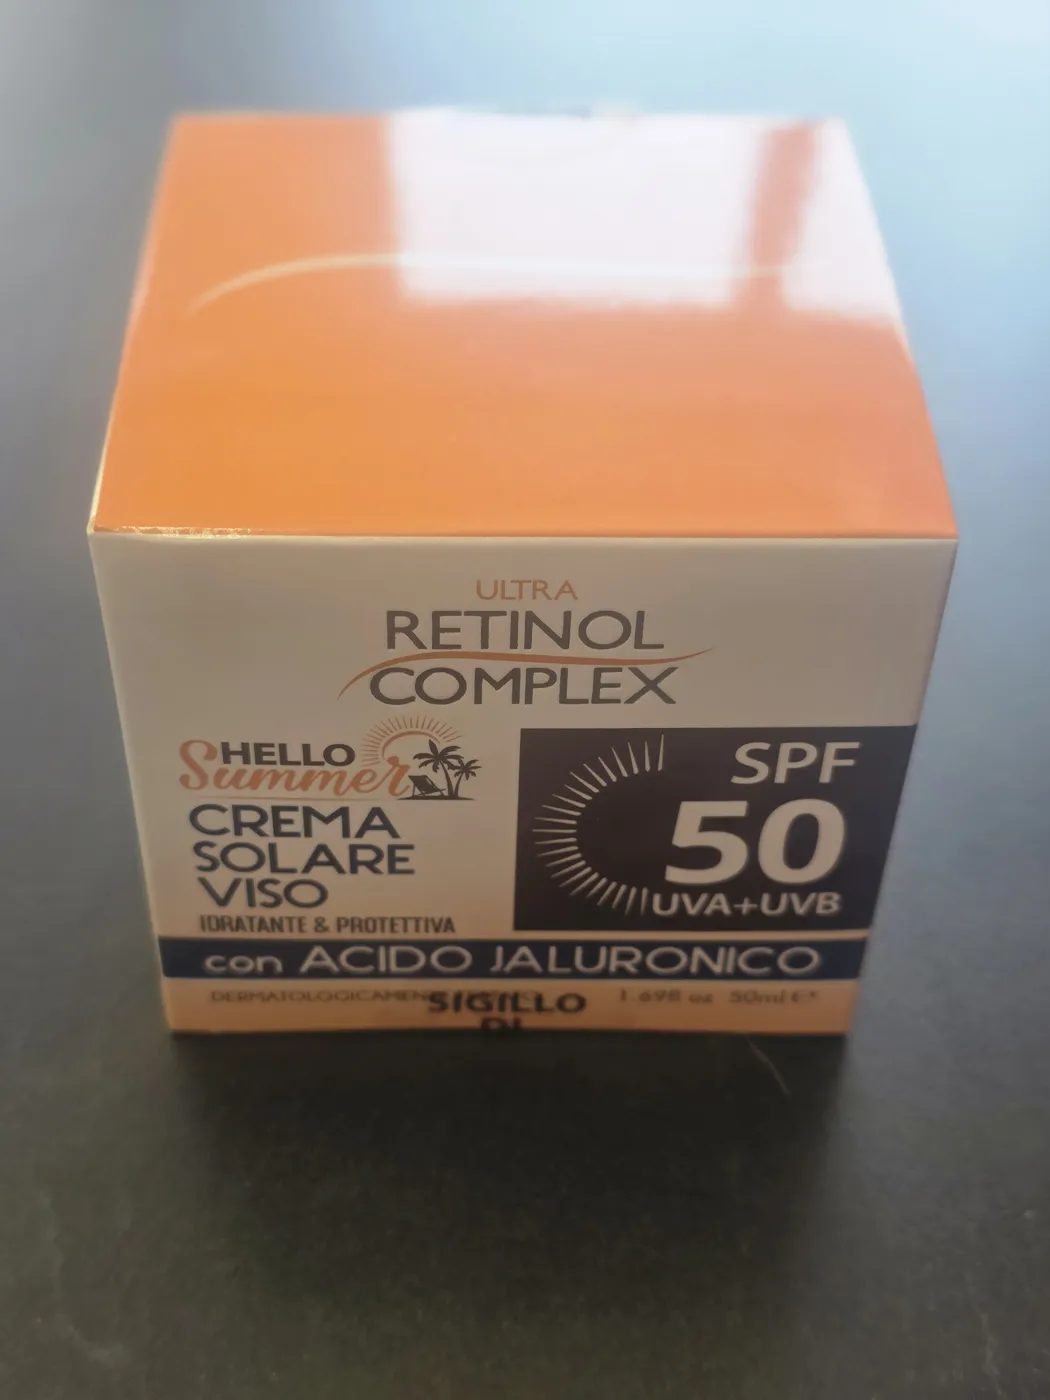 ULTRA
RETINOL
COMPLEX
HELLO
Summer
CREMA
SOLARE
VISO
IDRATANTE & PROTETTIVA
SPF
50
UVA+UVB
con ACIDO JALURONICO
SIGILLO
DI
1.698 oz 50ml e